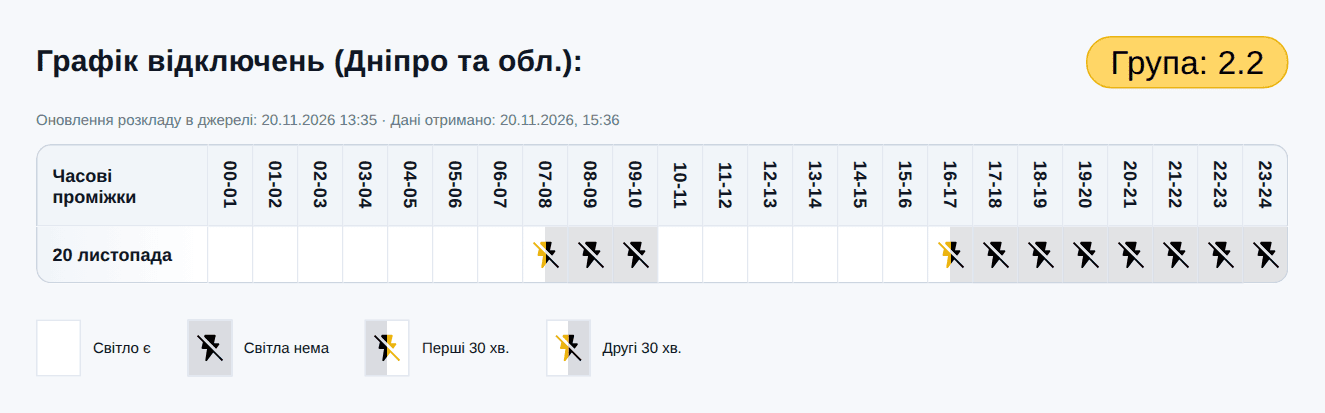 Графік відключень (Дніпро та обл.):
Група: 2.2
Оновлення розкладу в джерелі: 20.11.2026 13:35 · Дані отримано: 20.11.2026, 15:36
Часові проміжки 00-01 01-02 02-03 03-04 04-05 05-06 06-07 07-08 08-09 09-10 10-11 11-12 12-13 13-14 14-15 15-16 16-17 17-18 18-19 19-20 20-21 21-22 22-23 23-24
20 листопада
Світло є Світла нема Перші 30 хв. Другі 30 хв.